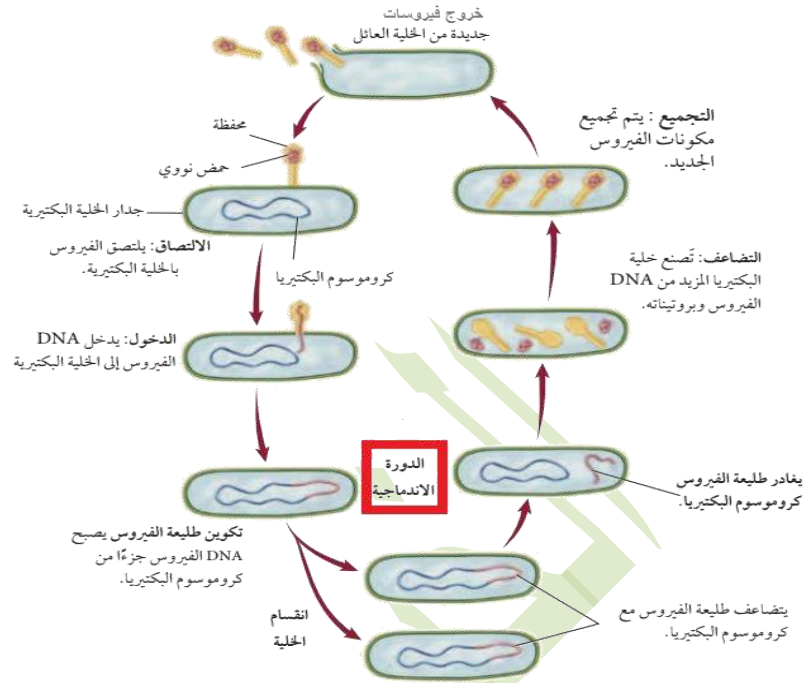 خروج فيروسات
جديدة من الخلية العائل
محفظة
حمض نووي
جدار الخلية البكتيرية
الالتصاق: يلتصق الفيروس
بالخلية البكتيرية.
كروموسوم البكتيريا
الدخول: يدخل DNA
الفيروس إلى الخلية البكتيرية
تكوين طليعة الفيروس يصبح
DNA الفيروس جزءًا من
كروموسوم البكتيريا.
انقسام
الخلية
الدورة
الاندماجية
يتضاعف طليعة الفيروس مع
كروموسوم البكتيريا.
يغادر طليعة الفيروس
كروموسوم البكتيريا.
التضاعف: تَصنع خلية
البكتيريا المزيد من DNA
الفيروس وبروتيناته.
التجميع : يتم تجميع
مكونات الفيروس
الجديد.